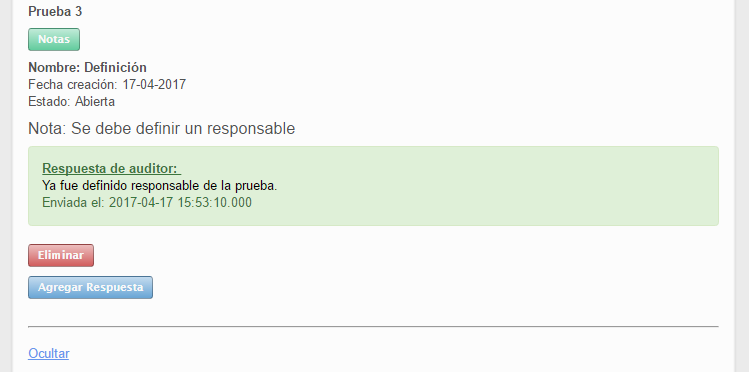 Prueba 3
Notas
Nombre: Definición
Fecha creación: 17-04-2017
Estado: Abierta
Nota: Se debe definir un responsable
Respuesta de auditor:
Ya fue definido responsable de la prueba.
Enviada el: 2017-04-17 15:53:10.000
Eliminar
Agregar Respuesta
Ocultar